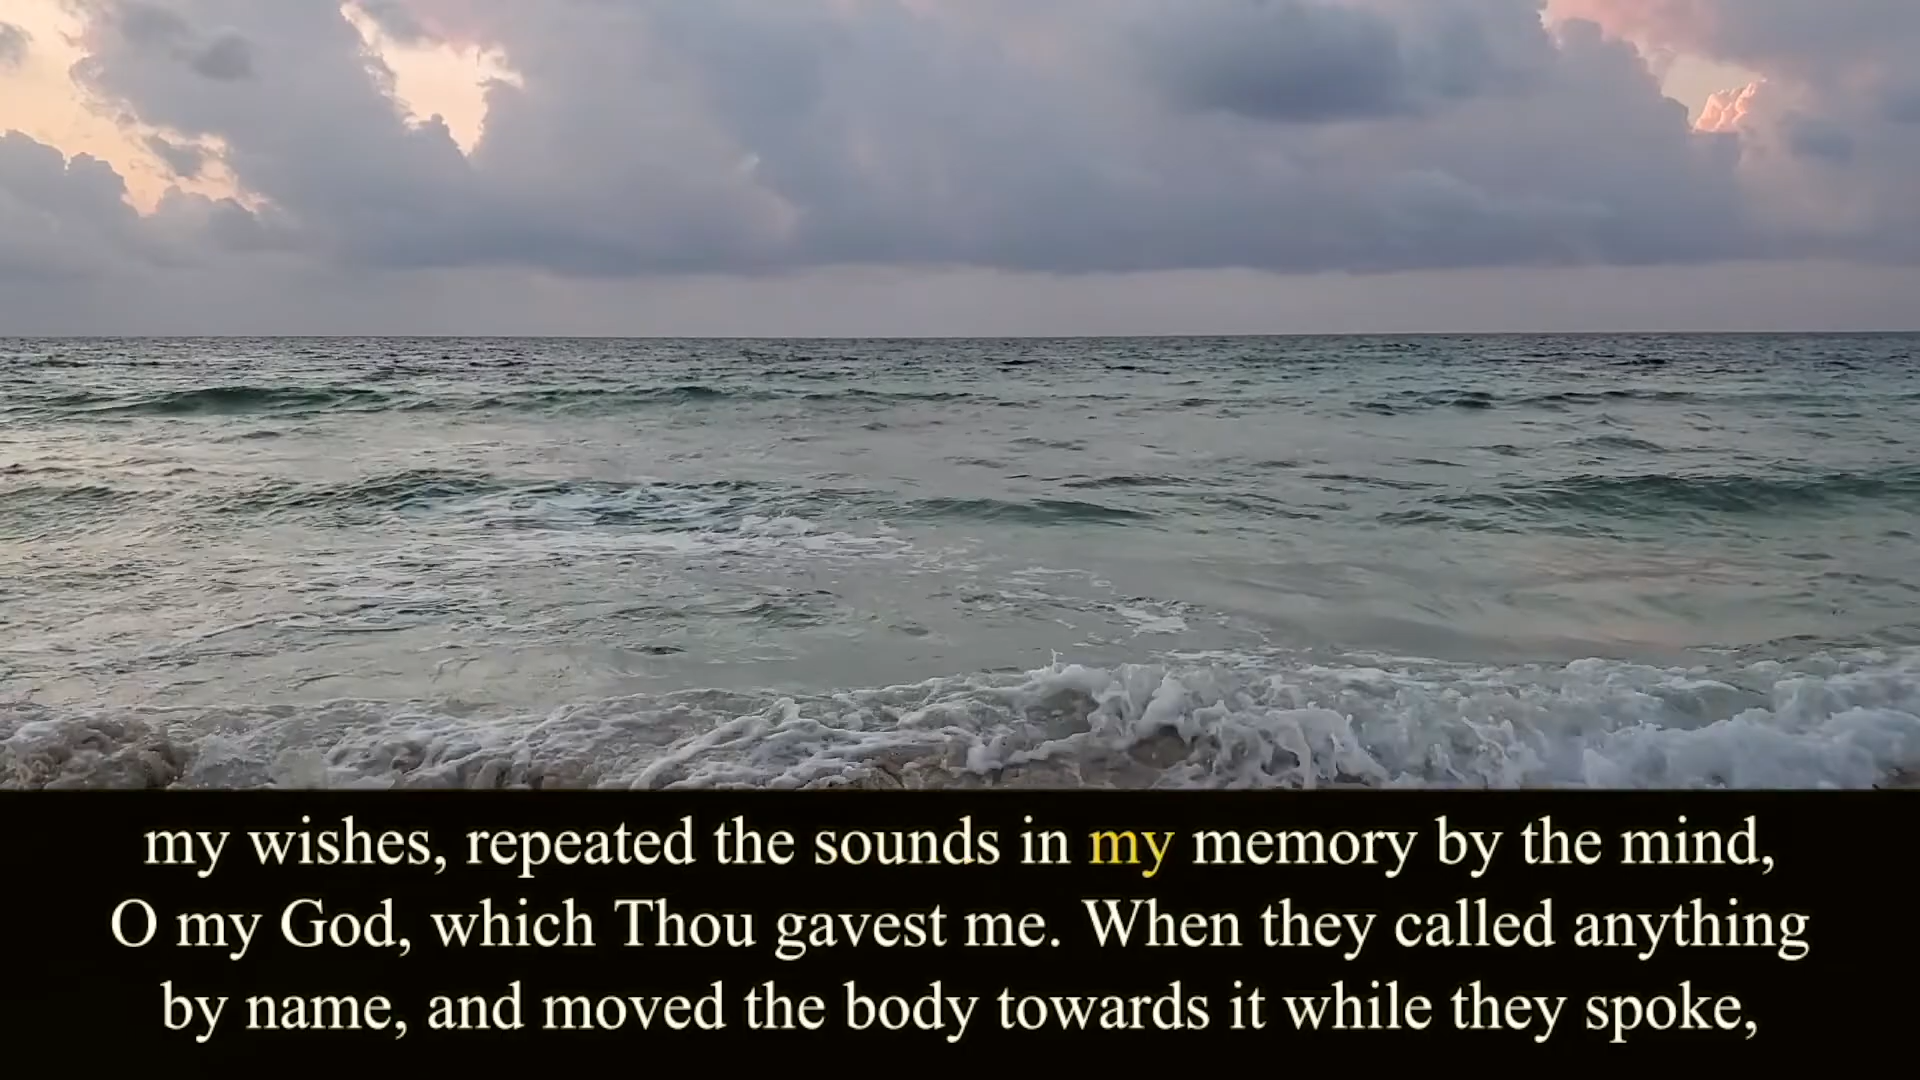 my wishes, repeated the sounds in my memory by the mind,
O my God, which Thou gavest me. When they called anything
by name, and moved the body towards it while they spoke,